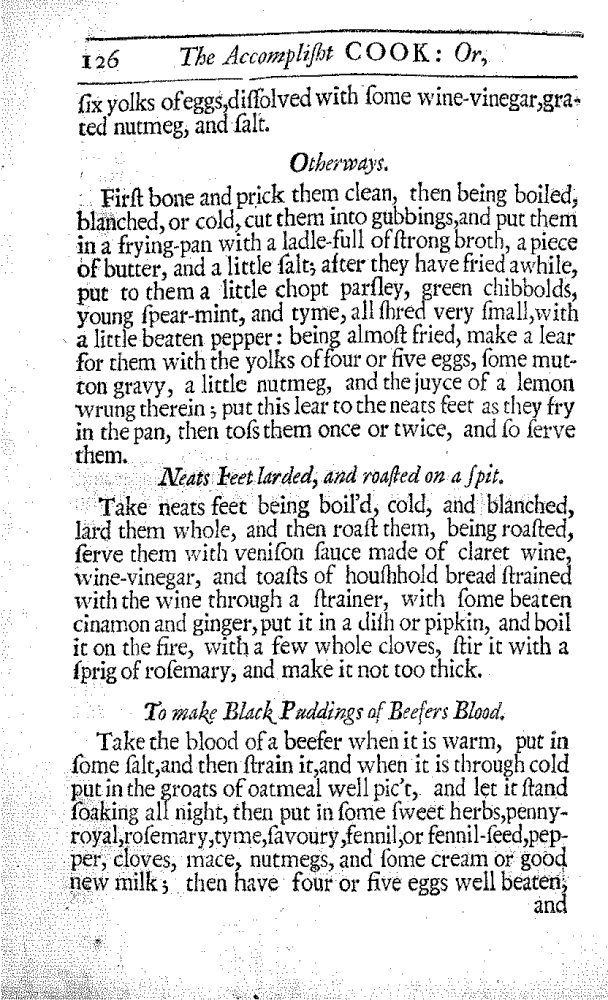 126 The Accompliſht COOK: Or,
ſix yolks of eggs,diſſolved with ſome wine-vinegar,gra-
ted nutmeg, and ſalt.
Otherways.
Firſt bone and prick them clean, then being boiled,
blanched, or cold, cut them into gubbings,and put them
in a frying-pan with a ladle-full of ſtrong broth, a piece
of butter, and a little ſalt; after they have fried awhile,
put to them a little chopt parſley, green chibbolds,
young ſpear-mint, and tyme, all ſhred very ſmall,with
a little beaten pepper: being almoſt fried, make a lear
for them with the yolks of four or five eggs, ſome mut-
ton gravy, a little nutmeg, and the juyce of a lemon
wrung therein; put this lear to the neats feet as they fry
in the pan, then toſs them once or twice, and ſo ſerve
them.
Neats Feet larded, and roaſted on a ſpit.
Take neats feet being boil'd, cold, and blanched,
lard them whole, and then roaſt them, being roaſted,
ſerve them with veniſon ſauce made of claret wine,
wine-vinegar, and toaſts of houſhhold bread ſtrained
with the wine through a ſtrainer, with ſome beaten
cinamon and ginger, put it in a diſh or pipkin, and boil
it on the fire, with a few whole cloves, ſtir it with a
ſprig of roſemary, and make it not too thick.
To make Black Puddings of Beefers Blood.
Take the blood of a beefer when it is warm, put in
ſome ſalt,and then ſtrain it,and when it is through cold
put in the groats of oatmeal well pic't, and let it ſtand
ſoaking all night, then put in ſome ſweet herbs,penny-
royal,roſemary,tyme,ſavoury,fennil,or fennil-ſeed,pep-
per, cloves, mace, nutmegs, and ſome cream or good
new milk; then have four or five eggs well beaten,
and